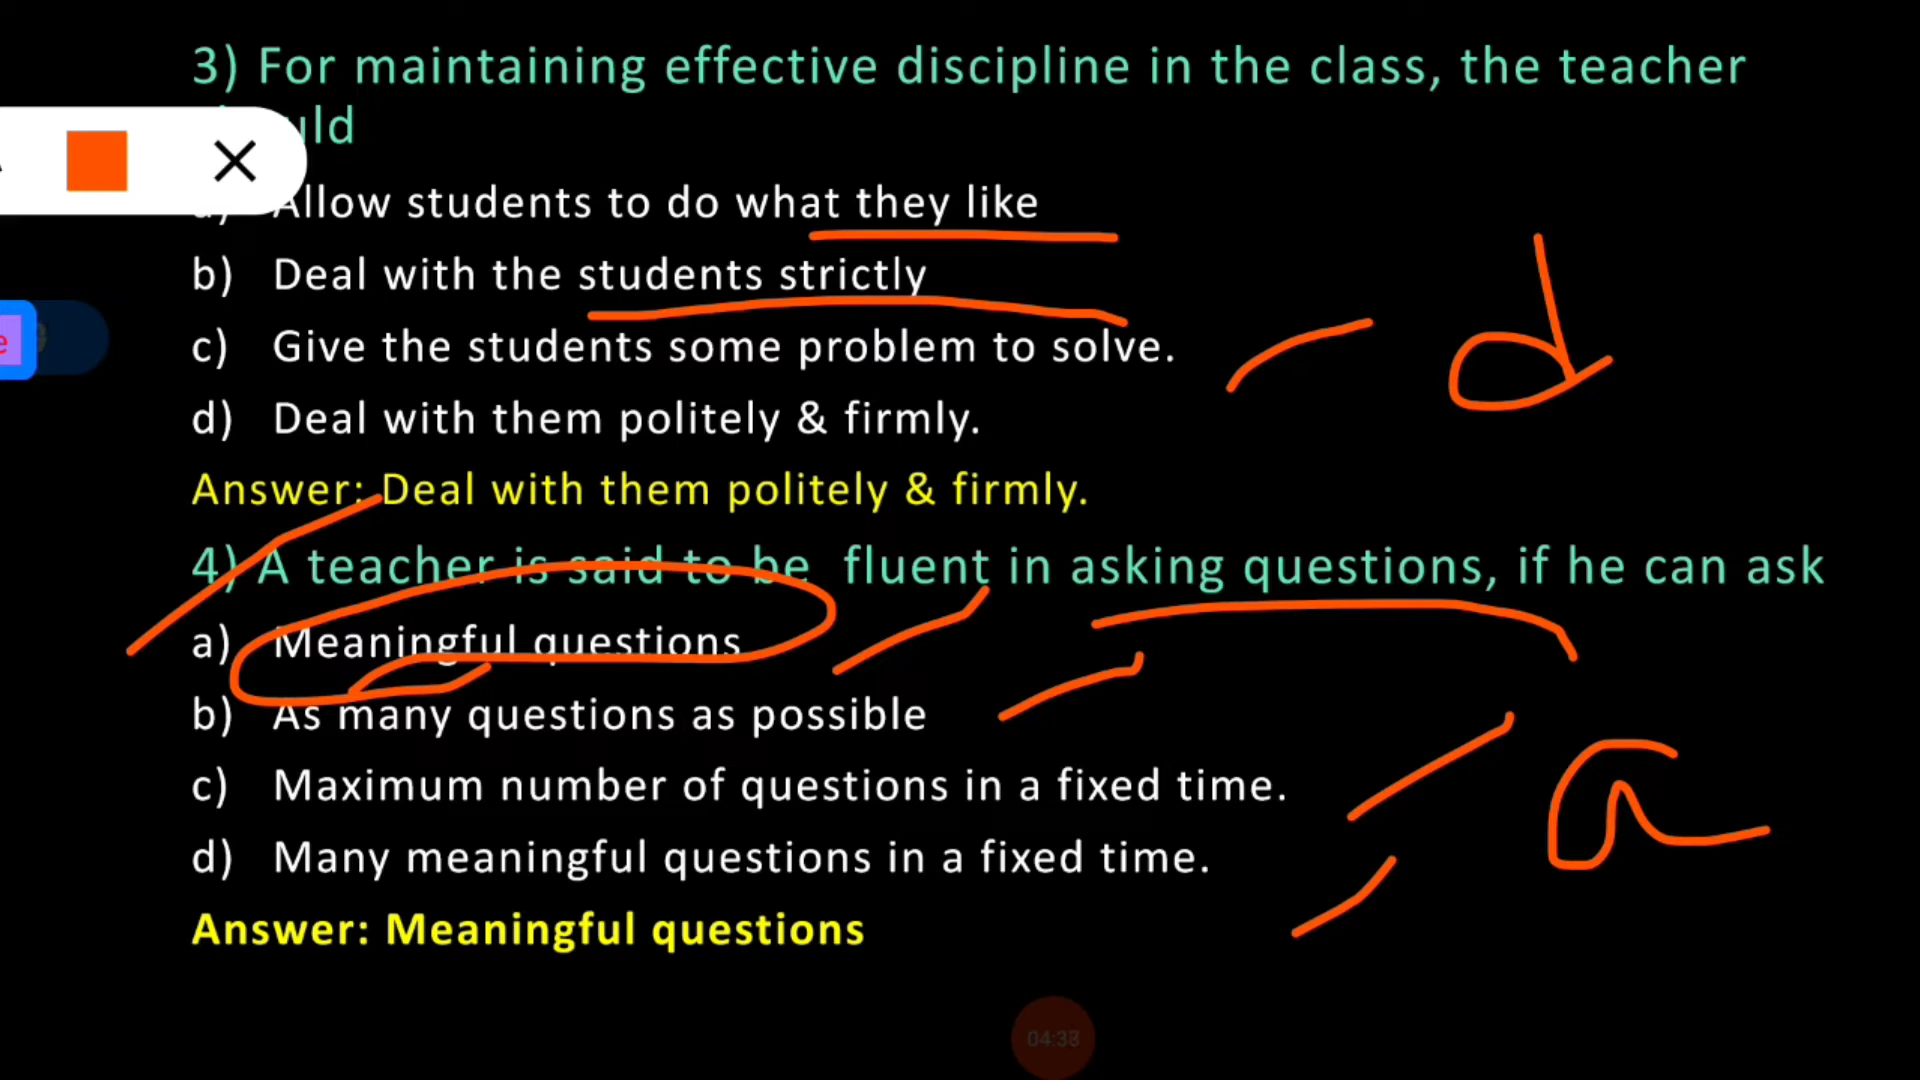 3) For maintaining effective discipline in the class, the teacher
uld
a) Allow students to do what they like
b) Deal with the students strictly
c) Give the students some problem to solve.
d) Deal with them politely & firmly.
d
Answer: Deal with them politely & firmly.
4) A teacher is said to be fluent in asking questions, if he can ask
a) Meaningful questions
b) As many questions as possible
c) Maximum number of questions in a fixed time.
a
d) Many meaningful questions in a fixed time.
Answer: Meaningful questions
04:38